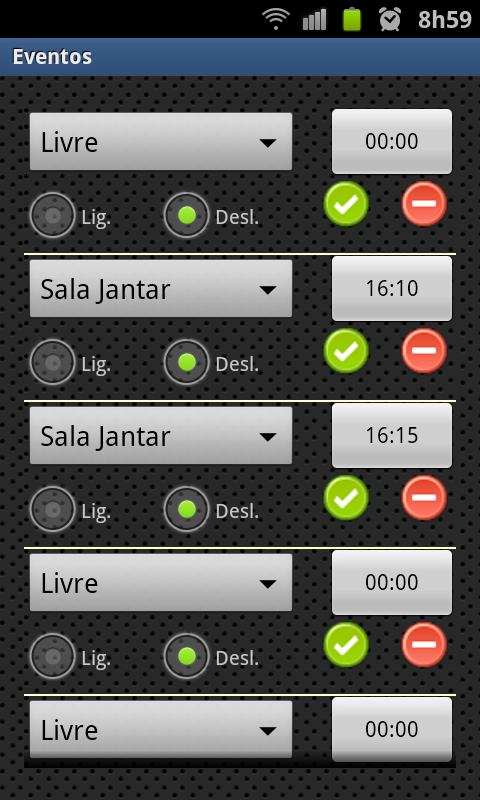 8h59
Eventos
Livre 00:00
Lig. Desl.
Sala Jantar 16:10
Lig. Desl.
Sala Jantar 16:15
Lig. Desl.
Livre 00:00
Lig. Desl.
Livre 00:00